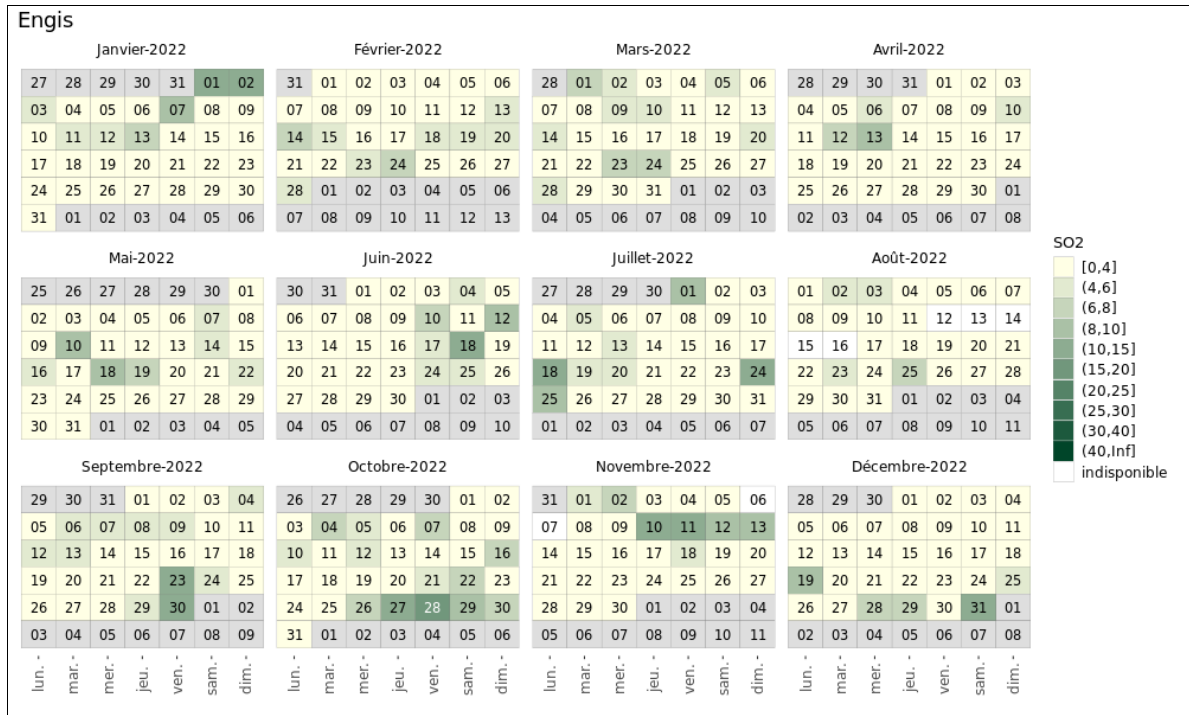 Engis
Janvier-2022
27 28 29 30 31 01 02
03 04 05 06 07 08 09
10 11 12 13 14 15 16
17 18 19 20 21 22 23
24 25 26 27 28 29 30
31 01 02 03 04 05 06
Février-2022
31 01 02 03 04 05 06
07 08 09 10 11 12 13
14 15 16 17 18 19 20
21 22 23 24 25 26 27
28 01 02 03 04 05 06
07 08 09 10 11 12 13
Mars-2022
28 01 02 03 04 05 06
07 08 09 10 11 12 13
14 15 16 17 18 19 20
21 22 23 24 25 26 27
28 29 30 31 01 02 03
04 05 06 07 08 09 10
Avril-2022
28 29 30 31 01 02 03
04 05 06 07 08 09 10
11 12 13 14 15 16 17
18 19 20 21 22 23 24
25 26 27 28 29 30 01
02 03 04 05 06 07 08
Mai-2022
25 26 27 28 29 30 01
02 03 04 05 06 07 08
09 10 11 12 13 14 15
16 17 18 19 20 21 22
23 24 25 26 27 28 29
30 31 01 02 03 04 05
Juin-2022
30 31 01 02 03 04 05
06 07 08 09 10 11 12
13 14 15 16 17 18 19
20 21 22 23 24 25 26
27 28 29 30 01 02 03
04 05 06 07 08 09 10
Juillet-2022
27 28 29 30 01 02 03
04 05 06 07 08 09 10
11 12 13 14 15 16 17
18 19 20 21 22 23 24
25 26 27 28 29 30 31
01 02 03 04 05 06 07
Août-2022
01 02 03 04 05 06 07
08 09 10 11 12 13 14
15 16 17 18 19 20 21
22 23 24 25 26 27 28
29 30 31 01 02 03 04
05 06 07 08 09 10 11
Septembre-2022
29 30 31 01 02 03 04
05 06 07 08 09 10 11
12 13 14 15 16 17 18
19 20 21 22 23 24 25
26 27 28 29 30 01 02
03 04 05 06 07 08 09
lun. - mar. - mer. - jeu. - ven. - sam. - dim. -
Octobre-2022
26 27 28 29 30 01 02
03 04 05 06 07 08 09
10 11 12 13 14 15 16
17 18 19 20 21 22 23
24 25 26 27 28 29 30
31 01 02 03 04 05 06
lun. - mar. - mer. - jeu. - ven. - sam. - dim. -
Novembre-2022
31 01 02 03 04 05 06
07 08 09 10 11 12 13
14 15 16 17 18 19 20
21 22 23 24 25 26 27
28 29 30 01 02 03 04
05 06 07 08 09 10 11
lun. - mar. - mer. - jeu. - ven. - sam. - dim. -
Décembre-2022
28 29 30 01 02 03 04
05 06 07 08 09 10 11
12 13 14 15 16 17 18
19 20 21 22 23 24 25
26 27 28 29 30 31 01
02 03 04 05 06 07 08
lun. - mar. - mer. - jeu. - ven. - sam. - dim. -
SO2
[0,4]
(4,6]
(6,8]
(8,10]
(10,15]
(15,20]
(20,25]
(25,30]
(30,40]
(40,Inf]
indisponible